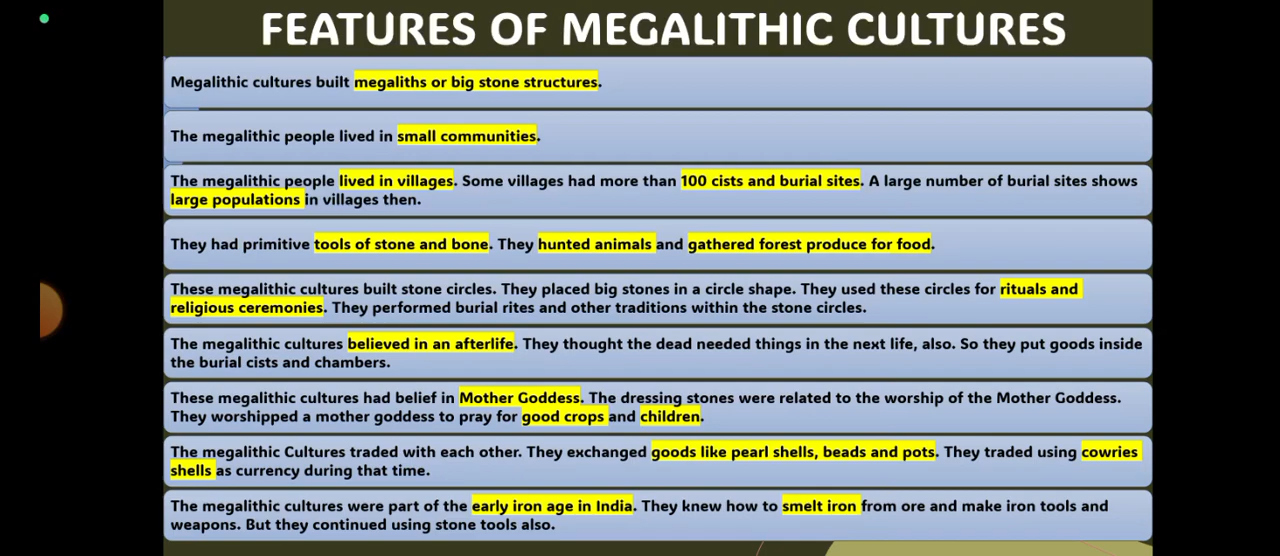 FEATURES OF MEGALITHIC CULTURES
Megalithic cultures built megaliths or big stone structures.
The megalithic people lived in small communities.
The megalithic people lived in villages. Some villages had more than 100 cists and burial sites. A large number of burial sites shows
large populations in villages then.
They had primitive tools of stone and bone. They hunted animals and gathered forest produce for food.
These megalithic cultures built stone circles. They placed big stones in a circle shape. They used these circles for rituals and
religious ceremonies. They performed burial rites and other traditions within the stone circles.
The megalithic cultures believed in an afterlife. They thought the dead needed things in the next life, also. So they put goods inside
the burial cists and chambers.
These megalithic cultures had belief in Mother Goddess. The dressing stones were related to the worship of the Mother Goddess.
They worshipped a mother goddess to pray for good crops and children.
The megalithic Cultures traded with each other. They exchanged goods like pearl shells, beads and pots. They traded using cowries
shells as currency during that time.
The megalithic cultures were part of the early iron age in India. They knew how to smelt iron from ore and make iron tools and
weapons. But they continued using stone tools also.